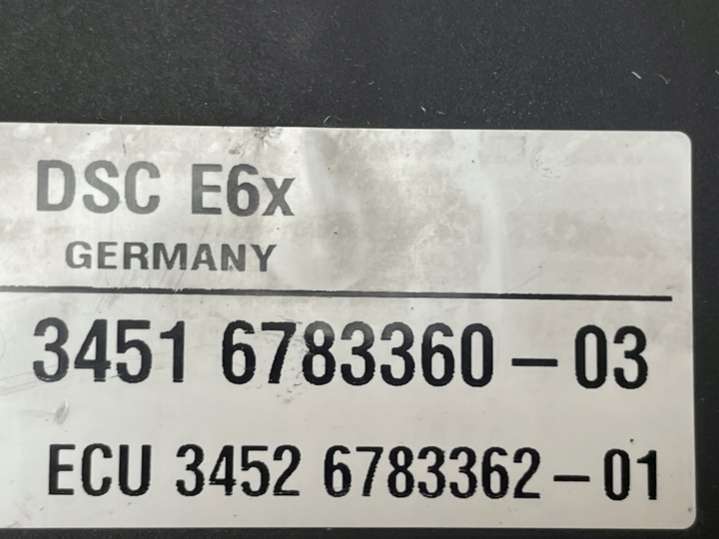 DSC E6x
GERMANY
3451 6783360-03
ECU 3452 6783362-01